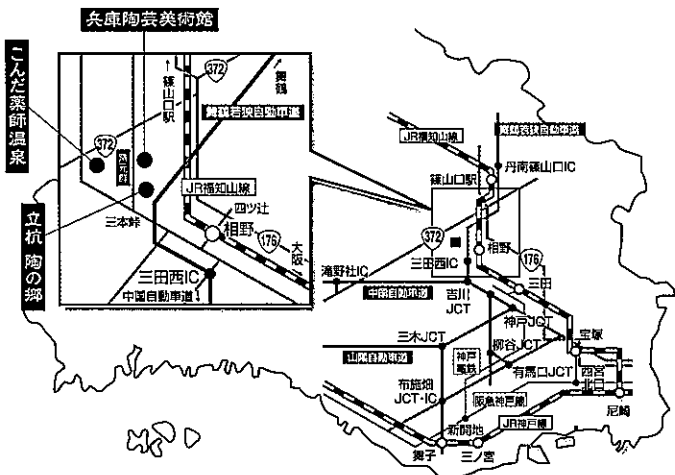 兵庫陶芸美術館
こんだ薬師温泉
立杭 陶の郷
372
372
↑篠山口駅
↑舞鶴
舞鶴若狭自動車道
JR福知山線
四ツ辻
相野
176
大阪↓
三本峠
三田西IC
中国自動車道↓
JR福知山線
舞鶴若狭自動車道
丹南篠山口IC
篠山口駅
372
相野
176
三田西IC
滝野社IC
三田
中国自動車道
吉川
JCT
神戸JCT
宝塚
三木JCT
柳谷JCT
山陽自動車道
神戸
電鉄
有馬口JCT
西宮
北口
布施畑
JCT・IC
阪急神戸線
尼崎
新開地
JR神戸線
舞子
三ノ宮